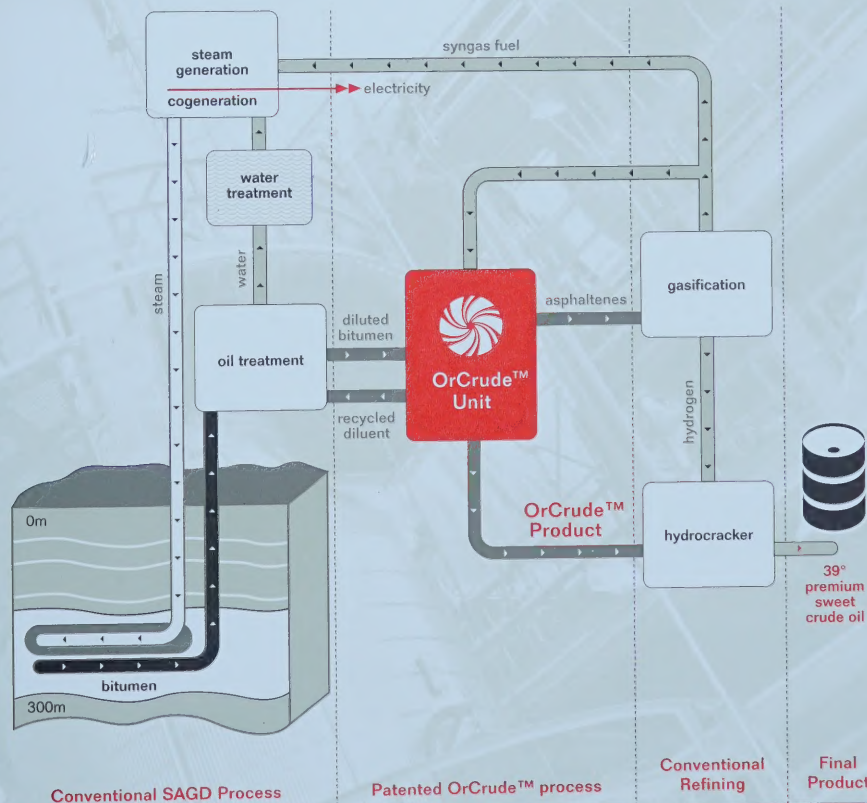 steam
generation
cogeneration
electricity
syngas fuel
water
treatment
steam
water
oil treatment
diluted
bitumen
recycled
diluent
OrCrude™
Unit
asphaltenes
gasification
hydrogen
OrCrude™
Product
hydrocracker
39°
premium
sweet
crude oil
0m
bitumen
300m
Conventional SAGD Process
Patented OrCrude™ process
Conventional
Refining
Final
Product